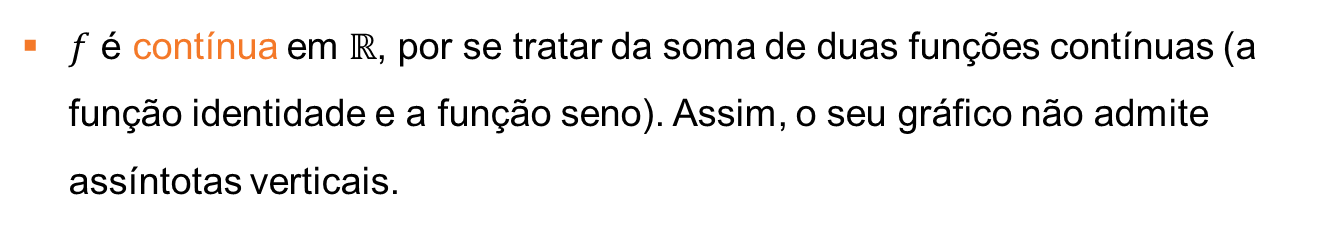 ▪ 𝑓 é contínua em ℝ, por se tratar da soma de duas funções contínuas (a
função identidade e a função seno). Assim, o seu gráfico não admite
assíntotas verticais.